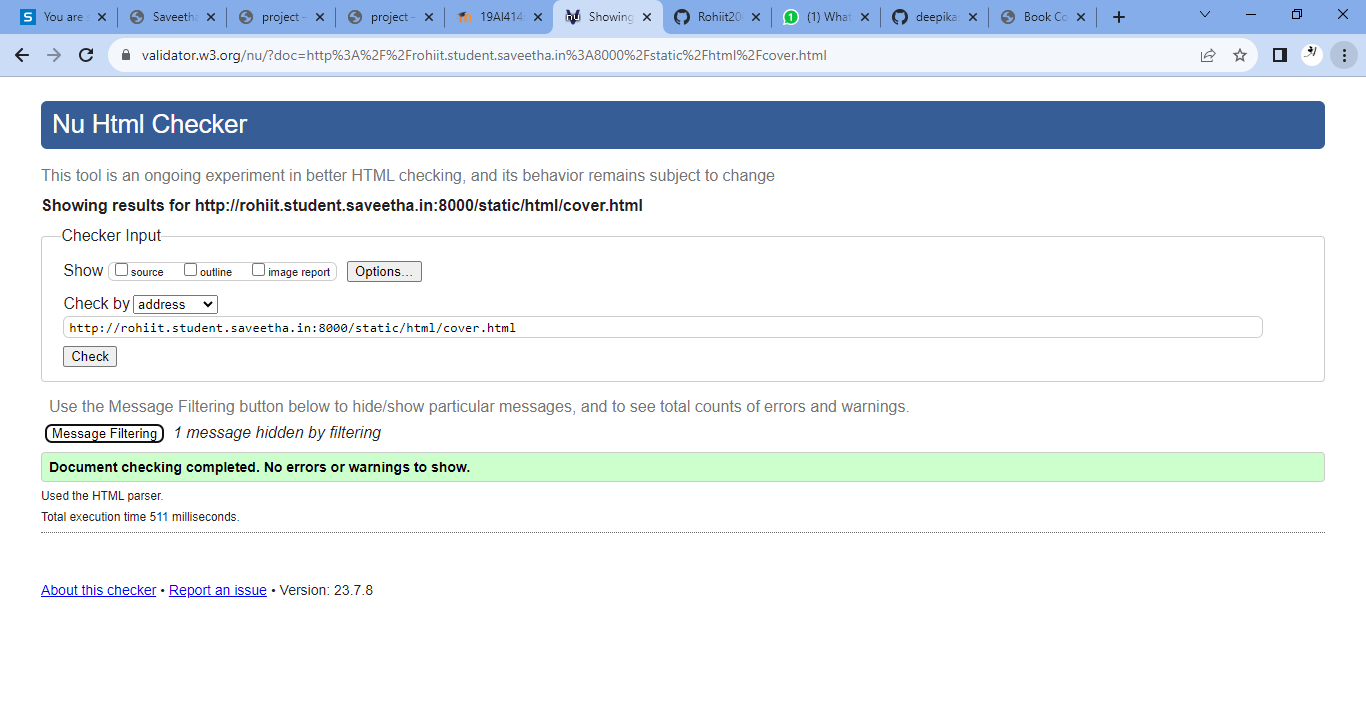 S You are
Saveeth
project -
project -
19AI414
Showing
Rohiit20
1 (1) What
deepika
Book Co
validator.w3.org/nu/?doc=http%3A%2F%2Frohiit.student.saveetha.in%3A8000%2Fstatic%2Fhtml%2Fcover.html
Nu Html Checker
This tool is an ongoing experiment in better HTML checking, and its behavior remains subject to change
Showing results for http://rohiit.student.saveetha.in:8000/static/html/cover.html
Checker Input
Show source outline image report Options...
Check by address
http://rohiit.student.saveetha.in:8000/static/html/cover.html
Check
Use the Message Filtering button below to hide/show particular messages, and to see total counts of errors and warnings.
Message Filtering 1 message hidden by filtering
Document checking completed. No errors or warnings to show.
Used the HTML parser.
Total execution time 511 milliseconds.
About this checker • Report an issue • Version: 23.7.8